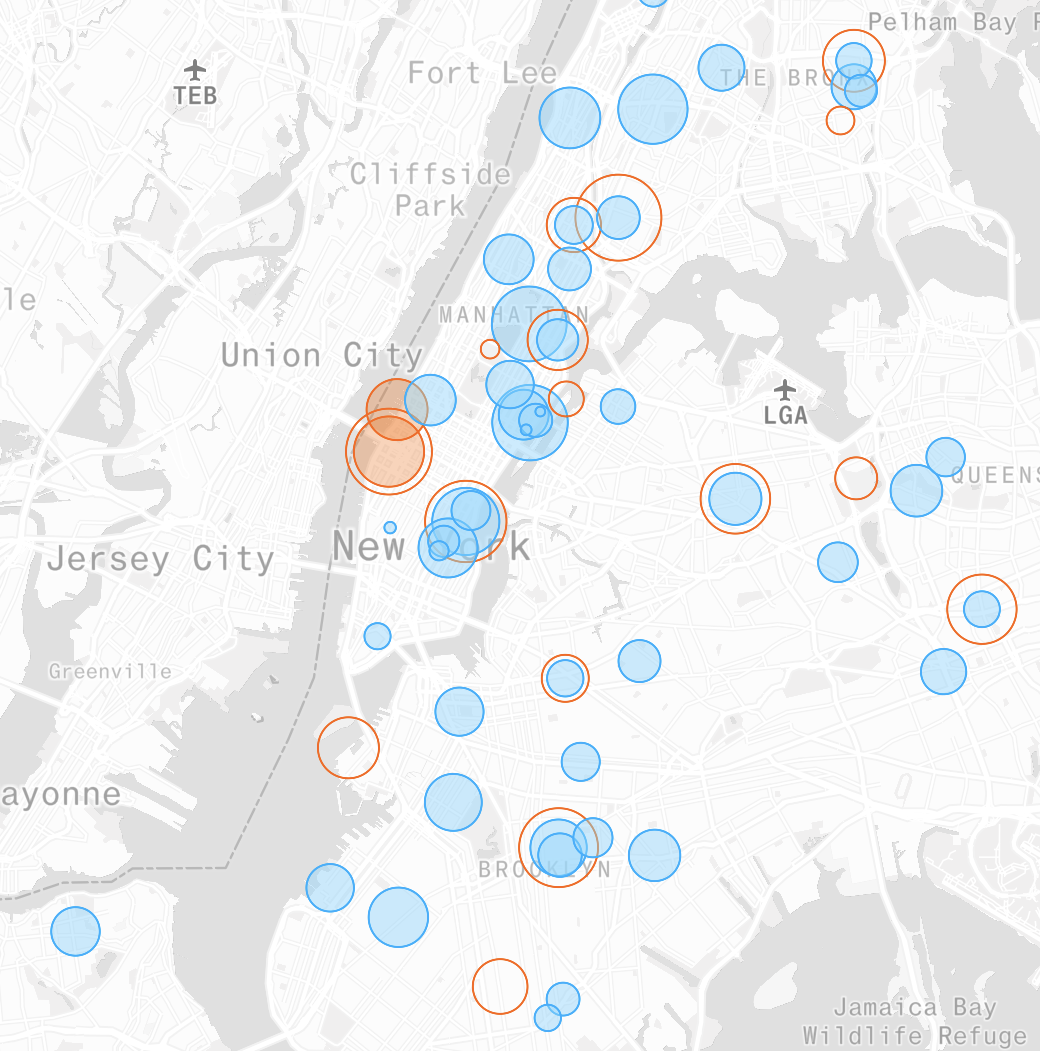 Pelham Bay
Fort Lee
THE BRONX
TEB
Cliffside
Park
le
MANHATTAN
Union City
LGA
QUEENS
New York
Jersey City
Greenville
ayonne
BROOKLYN
Jamaica Bay
Wildlife Refuge